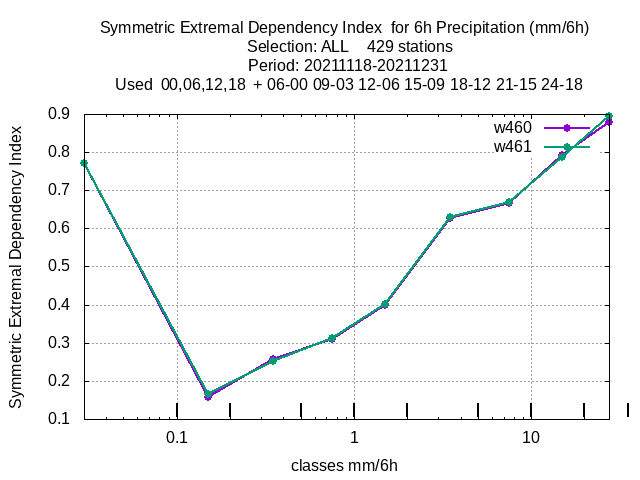 Symmetric Extremal Dependency Index  for 6h Precipitation (mm/6h)
Selection: ALL    429 stations
Period: 20211118-20211231
Used  00,06,12,18  + 06-00 09-03 12-06 15-09 18-12 21-15 24-18
w460
w461
Symmetric Extremal Dependency Index
0.9
0.8
0.7
0.6
0.5
0.4
0.3
0.2
0.1
0.1 1 10
classes mm/6h